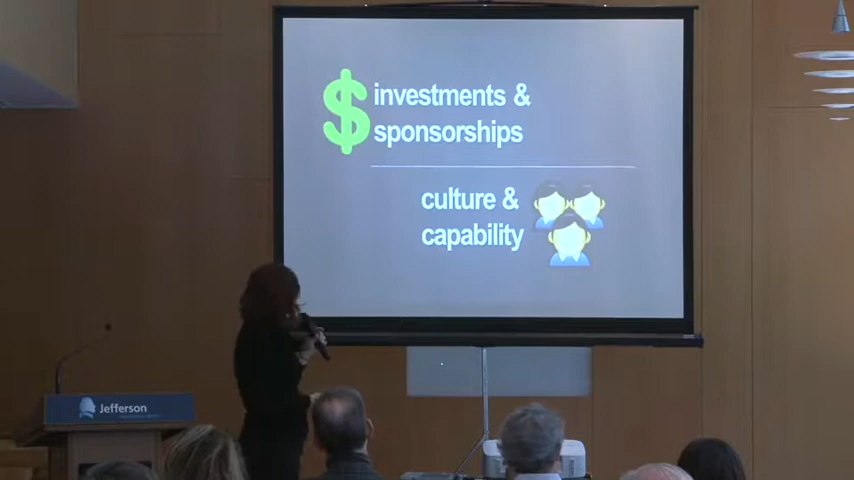 $
investments &
sponsorships
culture &
capability
Jefferson